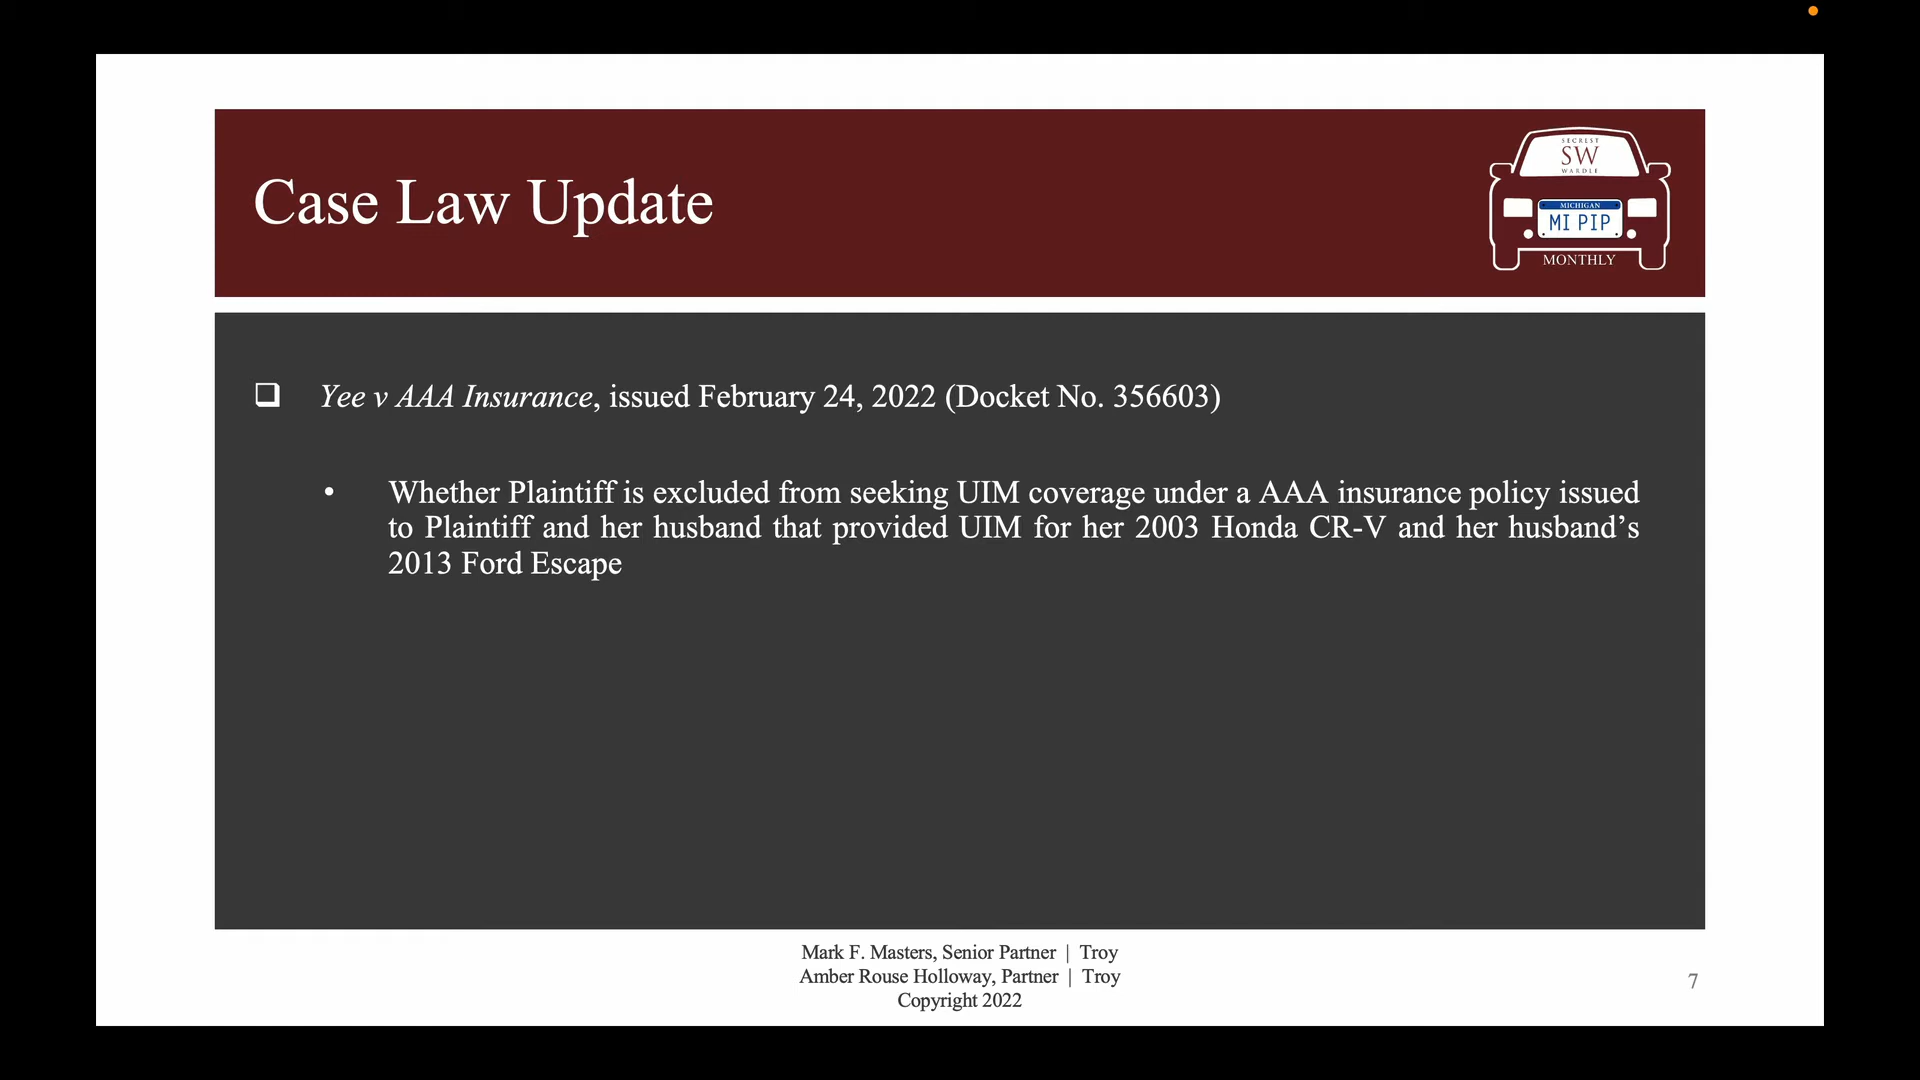 Case Law Update
SECREST
SW
WARDLE
MICHIGAN
MI PIP
MONTHLY
❑ Yee v AAA Insurance, issued February 24, 2022 (Docket No. 356603)
• Whether Plaintiff is excluded from seeking UIM coverage under a AAA insurance policy issued
to Plaintiff and her husband that provided UIM for her 2003 Honda CR-V and her husband’s
2013 Ford Escape
Mark F. Masters, Senior Partner | Troy
Amber Rouse Holloway, Partner | Troy
Copyright 2022
7